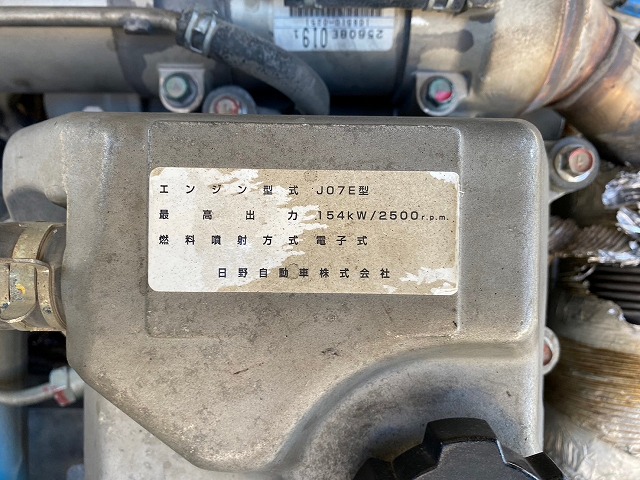 エンジン型式 J07E型
最高出力 154kW/2500r.p.m.
燃料噴射方式 電子式
日野自動車株式会社
0191